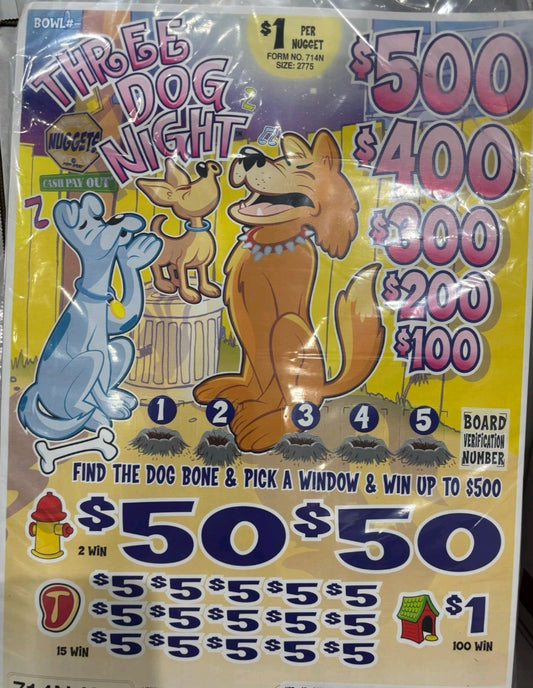 BOWL#
THREE
DOG
NIGHT
$1 PER
NUGGET
FORM NO. 714N
SIZE: 2775
$500
$400
$300
$200
$100
NUGGETS
CASH PAY OUT
Z
Z
1 2 3 4 5
BOARD
VERIFICATION
NUMBER
FIND THE DOG BONE & PICK A WINDOW & WIN UP TO $500
$50 $50
2 WIN
$5 $5 $5 $5 $5
$5 $5 $5 $5 $5
$5 $5 $5 $5 $5
T
15 WIN
$1
100 WIN
714N